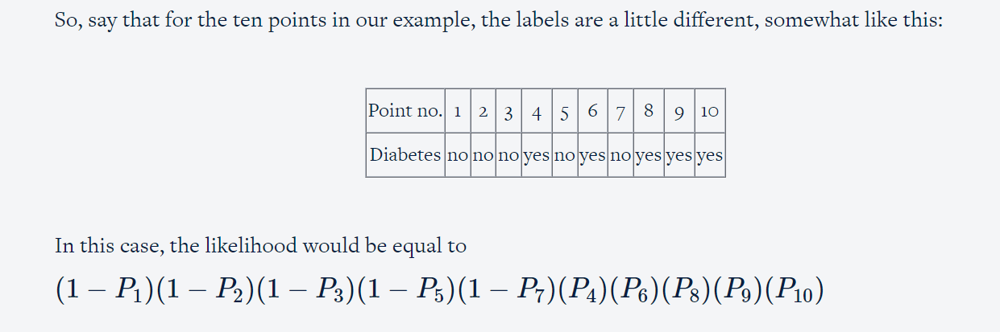 So, say that for the ten points in our example, the labels are a little different, somewhat like this:
Point no. 1 2 3 4 5 6 7 8 9 10
Diabetes no no no yes no yes no yes yes yes
In this case, the likelihood would be equal to
(1 − P₁)(1 − P₂)(1 − P₃)(1 − P₅)(1 − P₇)(P₄)(P₆)(P₈)(P₉)(P₁₀)